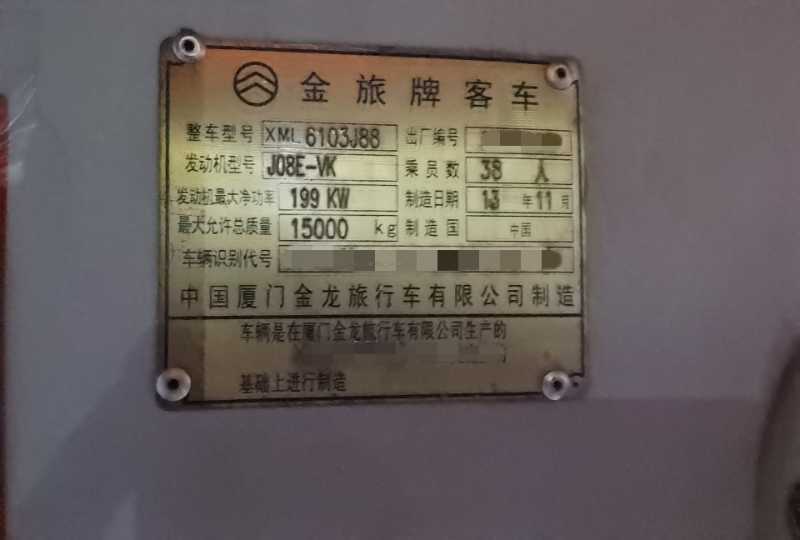 金旅牌客车
整车型号 XML6103J88 出厂编号
发动机型号 J08E-VK 乘员数 38 人
发动机最大净功率 199 KW 制造日期 13 年 11 月
最大允许总质量 15000 kg 制造国 中国
车辆识别代号
中国厦门金龙旅行车有限公司制造
车辆是在厦门金龙旅行车有限公司生产的
基础上进行制造